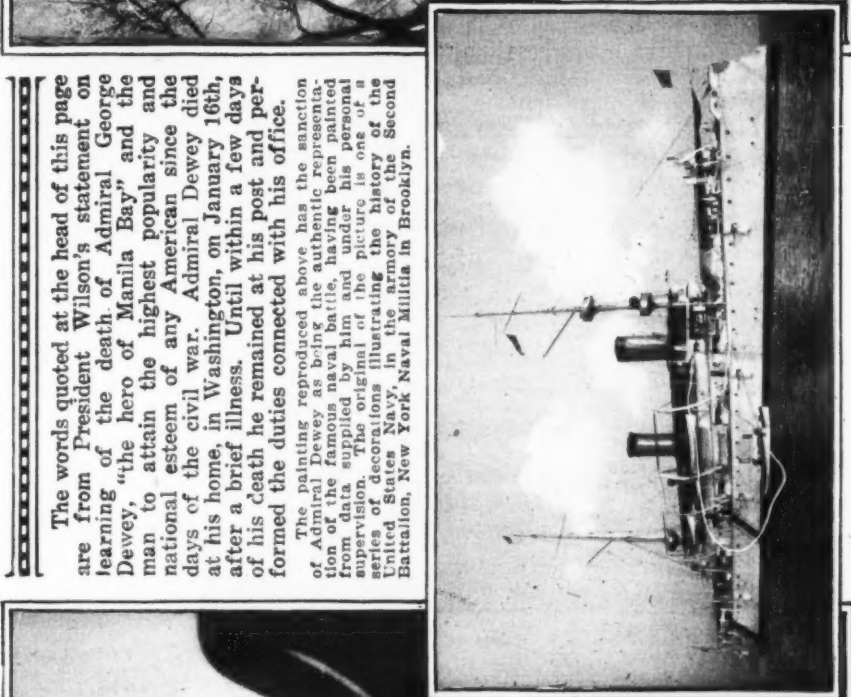 The words quoted at the head of this page
are from President Wilson's statement on
learning of the death of Admiral George
Dewey, "the hero of Manila Bay" and the
man to attain the highest popularity and
national esteem of any American since the
days of the civil war. Admiral Dewey died
at his home, in Washington, on January 16th,
after a brief illness. Until within a few days
of his death he remained at his post and per-
formed the duties connected with his office.
The painting reproduced above has the sanction
of Admiral Dewey as being the authentic representa-
tion of the famous naval battle, having been painted
from data supplied by him and under his personal
supervision. The original of the picture is one of a
series of decorations illustrating the history of the
United States Navy, in the armory of the Second
Battalion, New York Naval Militia in Brooklyn.